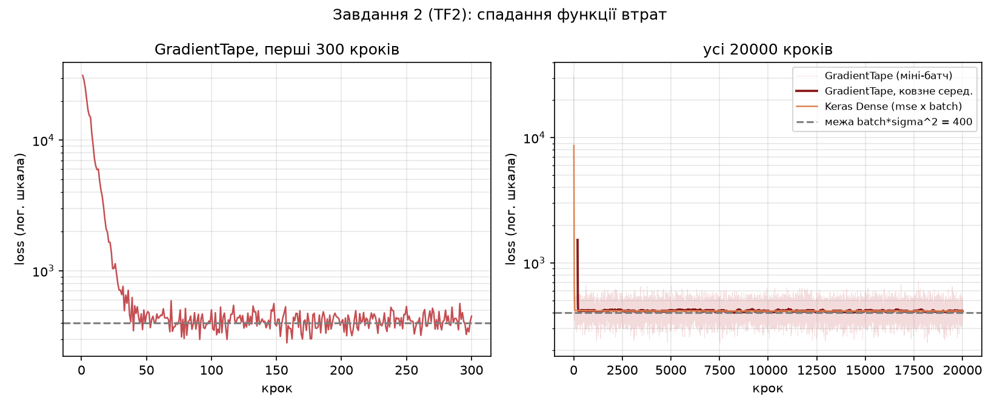 Завдання 2 (TF2): спадання функції втрат
GradientTape, перші 300 кроків
loss (лог. шкала)
10^4
10^3
0 50 100 150 200 250 300
крок
усі 20000 кроків
loss (лог. шкала)
10^4
10^3
GradientTape (міні-батч)
GradientTape, ковзне серед.
Keras Dense (mse x batch)
межа batch*sigma^2 = 400
0 2500 5000 7500 10000 12500 15000 17500 20000
крок